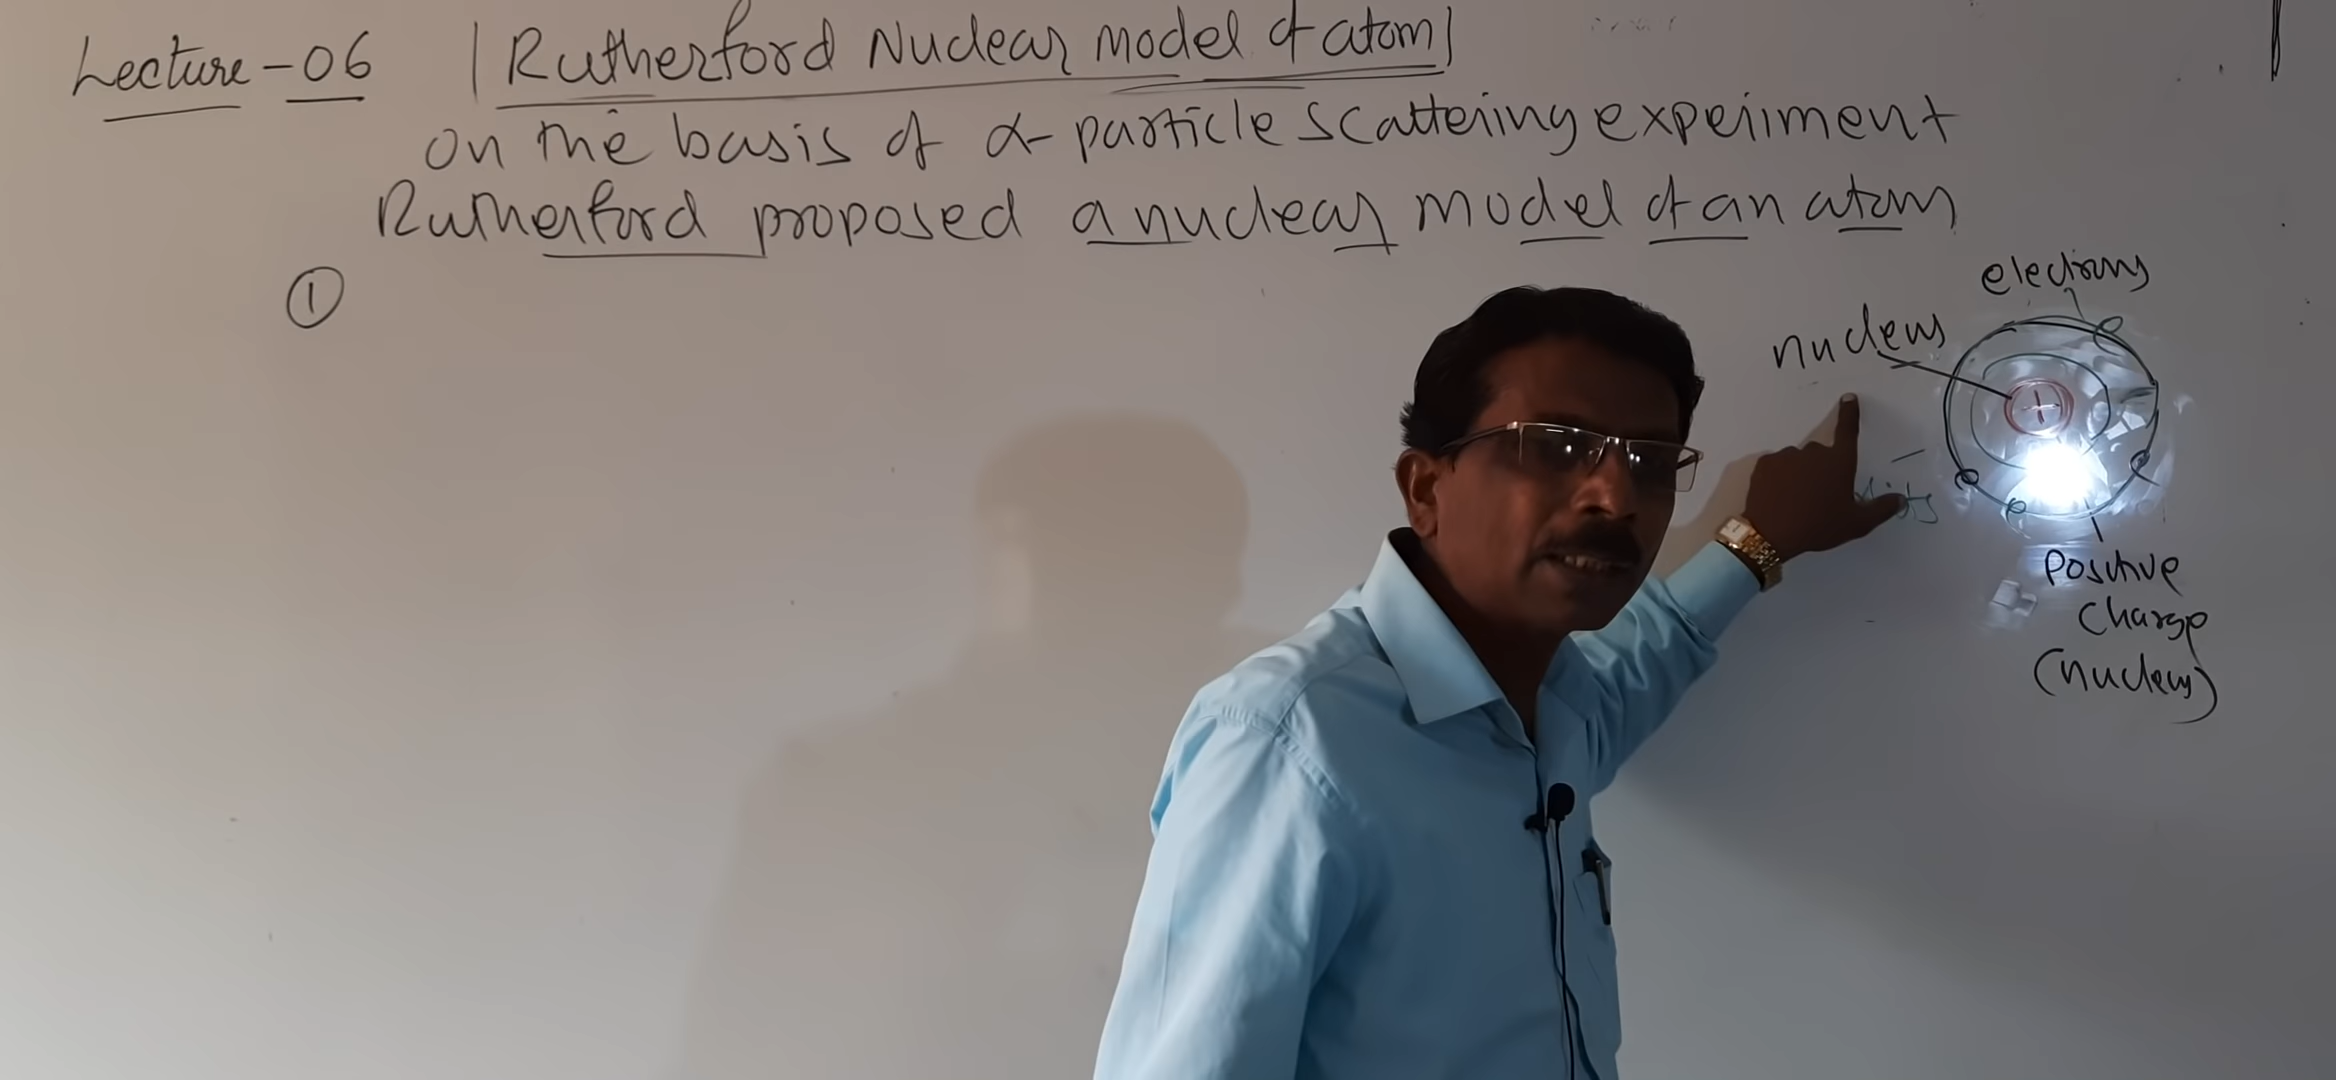 Lecture-06 | Rutherford Nuclear model of atom |
on the basis of α-particle scattering experiment
Rutherford proposed a nuclear model of an atom
①
electrons
nucleus
+
Positive
Charge
(nucleus)